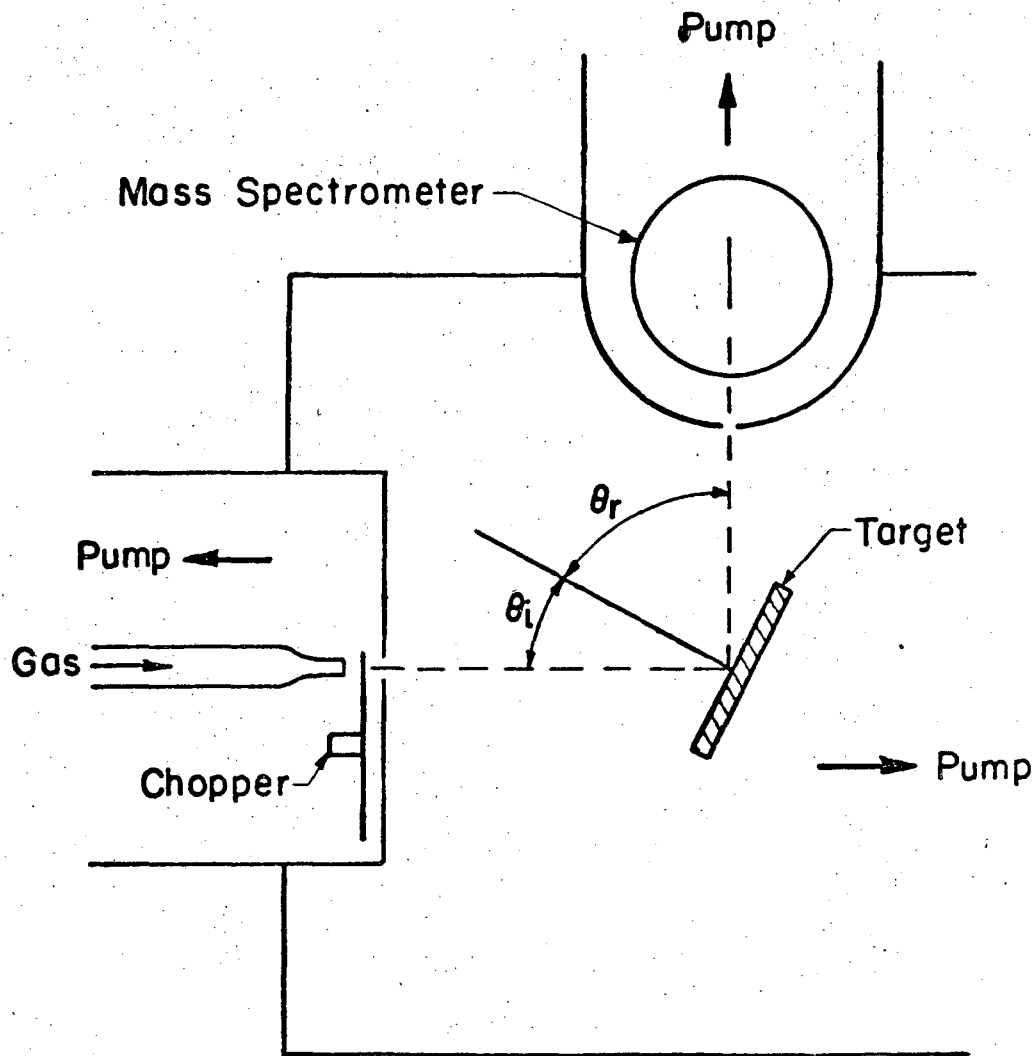 Pump
Mass Spectrometer
θr
Target
Pump
θi
Gas
Pump
Chopper